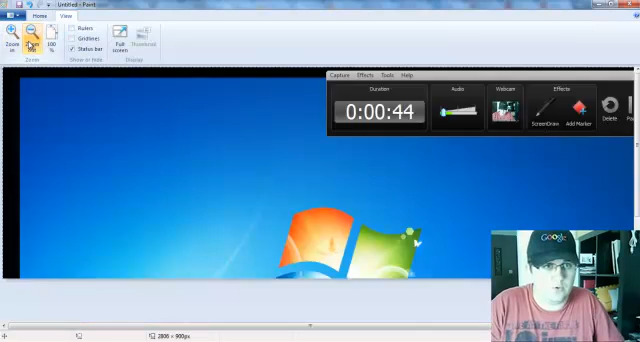 Untitled - Paint
Home View
Zoom in
Zoom out
100 %
Rulers
Gridlines
Status bar
Full screen
Thumbnail
Zoom
Show or hide
Display
Capture Effects Tools Help
Duration
Audio
Webcam
Effects
0:00:44
ScreenDraw
Add Marker
Delete
Google
2806 × 900px